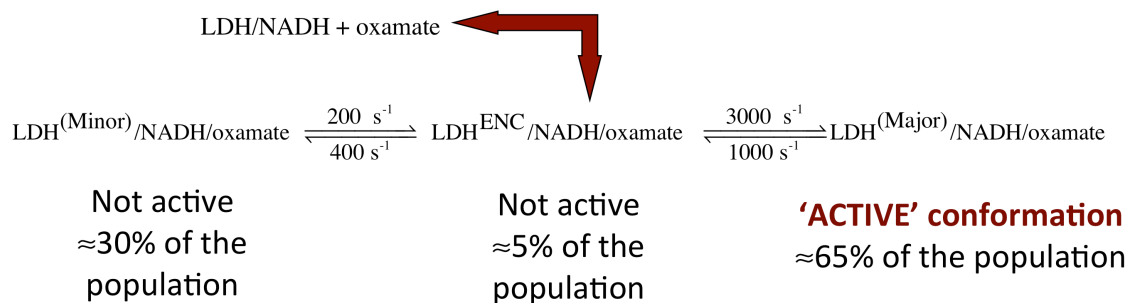 LDH/NADH + oxamate
200 s⁻¹
3000 s⁻¹
LDH⁽ᴹⁱⁿᵒʳ⁾/NADH/oxamate ⇌ LDHᴱᴺC/NADH/oxamate ⇌ LDH⁽ᴹᵃʲᵒʳ⁾/NADH/oxamate
400 s⁻¹
1000 s⁻¹
Not active
≈30% of the
population
Not active
≈5% of the
population
‘ACTIVE’ conformation
≈65% of the population